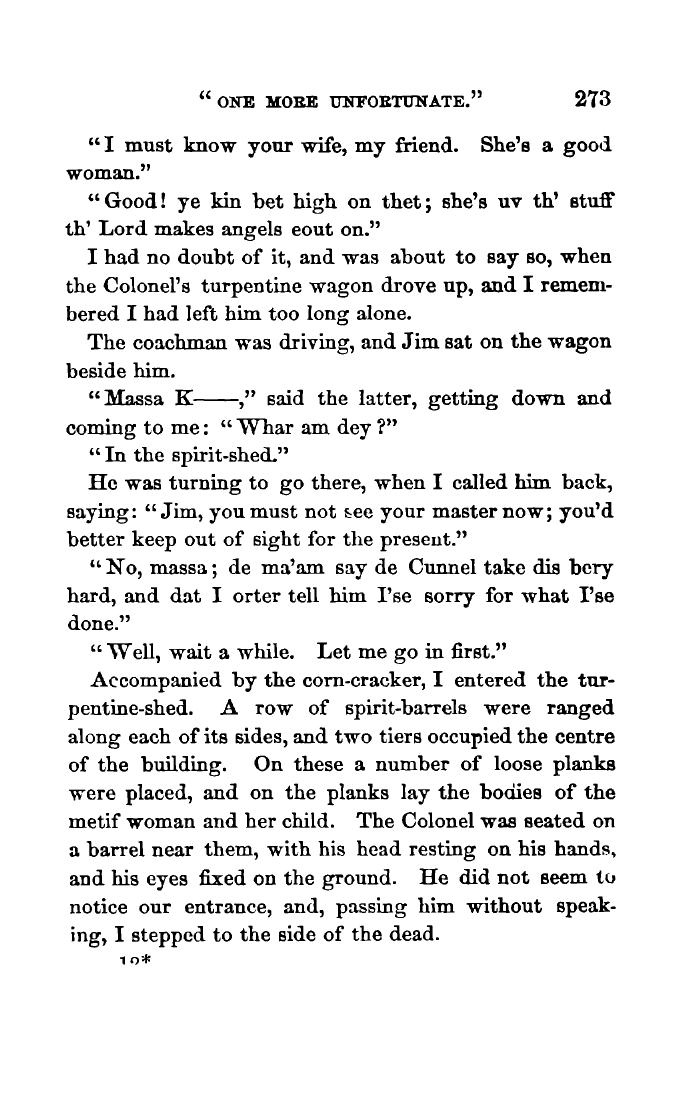 “ ONE MORE UNFORTUNATE.” 273
“I must know your wife, my friend. She’s a good
woman.”
“Good! ye kin bet high on thet; she’s uv th’ stuff
th’ Lord makes angels eout on.”
I had no doubt of it, and was about to say so, when
the Colonel’s turpentine wagon drove up, and I remem-
bered I had left him too long alone.
The coachman was driving, and Jim sat on the wagon
beside him.
“Massa K——,” said the latter, getting down and
coming to me: “Whar am dey?”
“In the spirit-shed.”
He was turning to go there, when I called him back,
saying: “Jim, you must not see your master now; you’d
better keep out of sight for the present.”
“No, massa; de ma’am say de Cunnel take dis bery
hard, and dat I orter tell him I’se sorry for what I’se
done.”
“Well, wait a while. Let me go in first.”
Accompanied by the corn-cracker, I entered the tur-
pentine-shed. A row of spirit-barrels were ranged
along each of its sides, and two tiers occupied the centre
of the building. On these a number of loose planks
were placed, and on the planks lay the bodies of the
metif woman and her child. The Colonel was seated on
a barrel near them, with his head resting on his hands,
and his eyes fixed on the ground. He did not seem to
notice our entrance, and, passing him without speak-
ing, I stepped to the side of the dead.